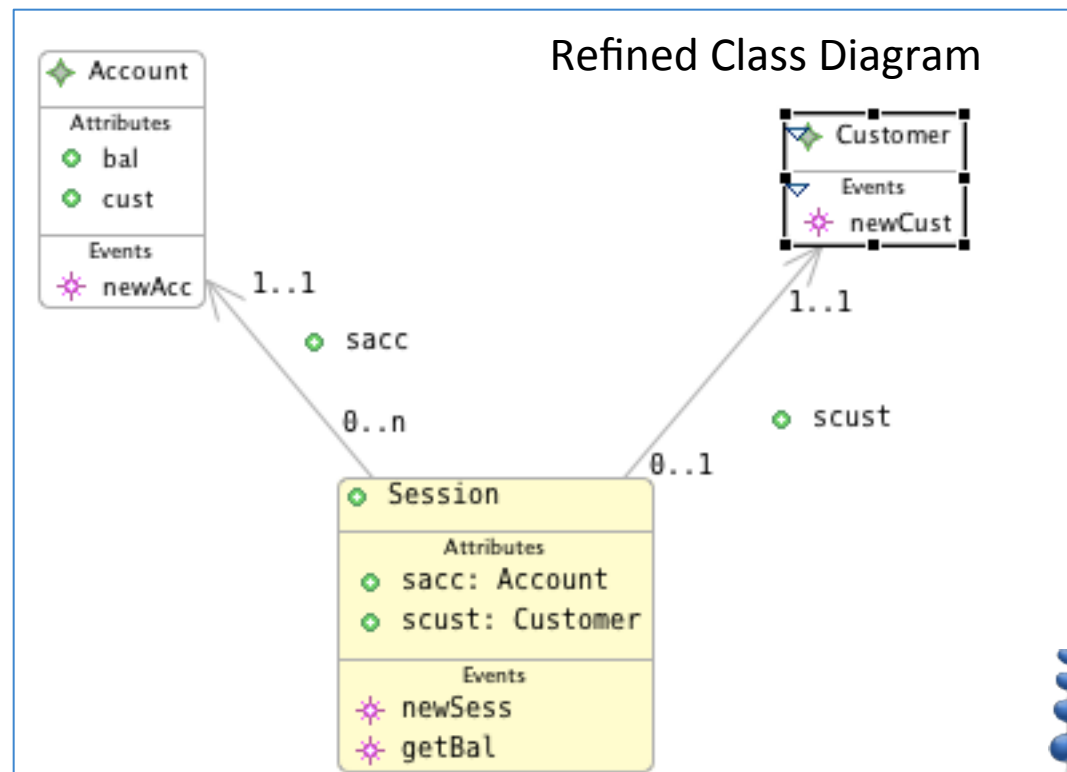 Refined Class Diagram
Account
Attributes
bal
cust
Events
newAcc
Customer
Events
newCust
1..1
sacc
0..n
1..1
scust
0..1
Session
Attributes
sacc: Account
scust: Customer
Events
newSess
getBal